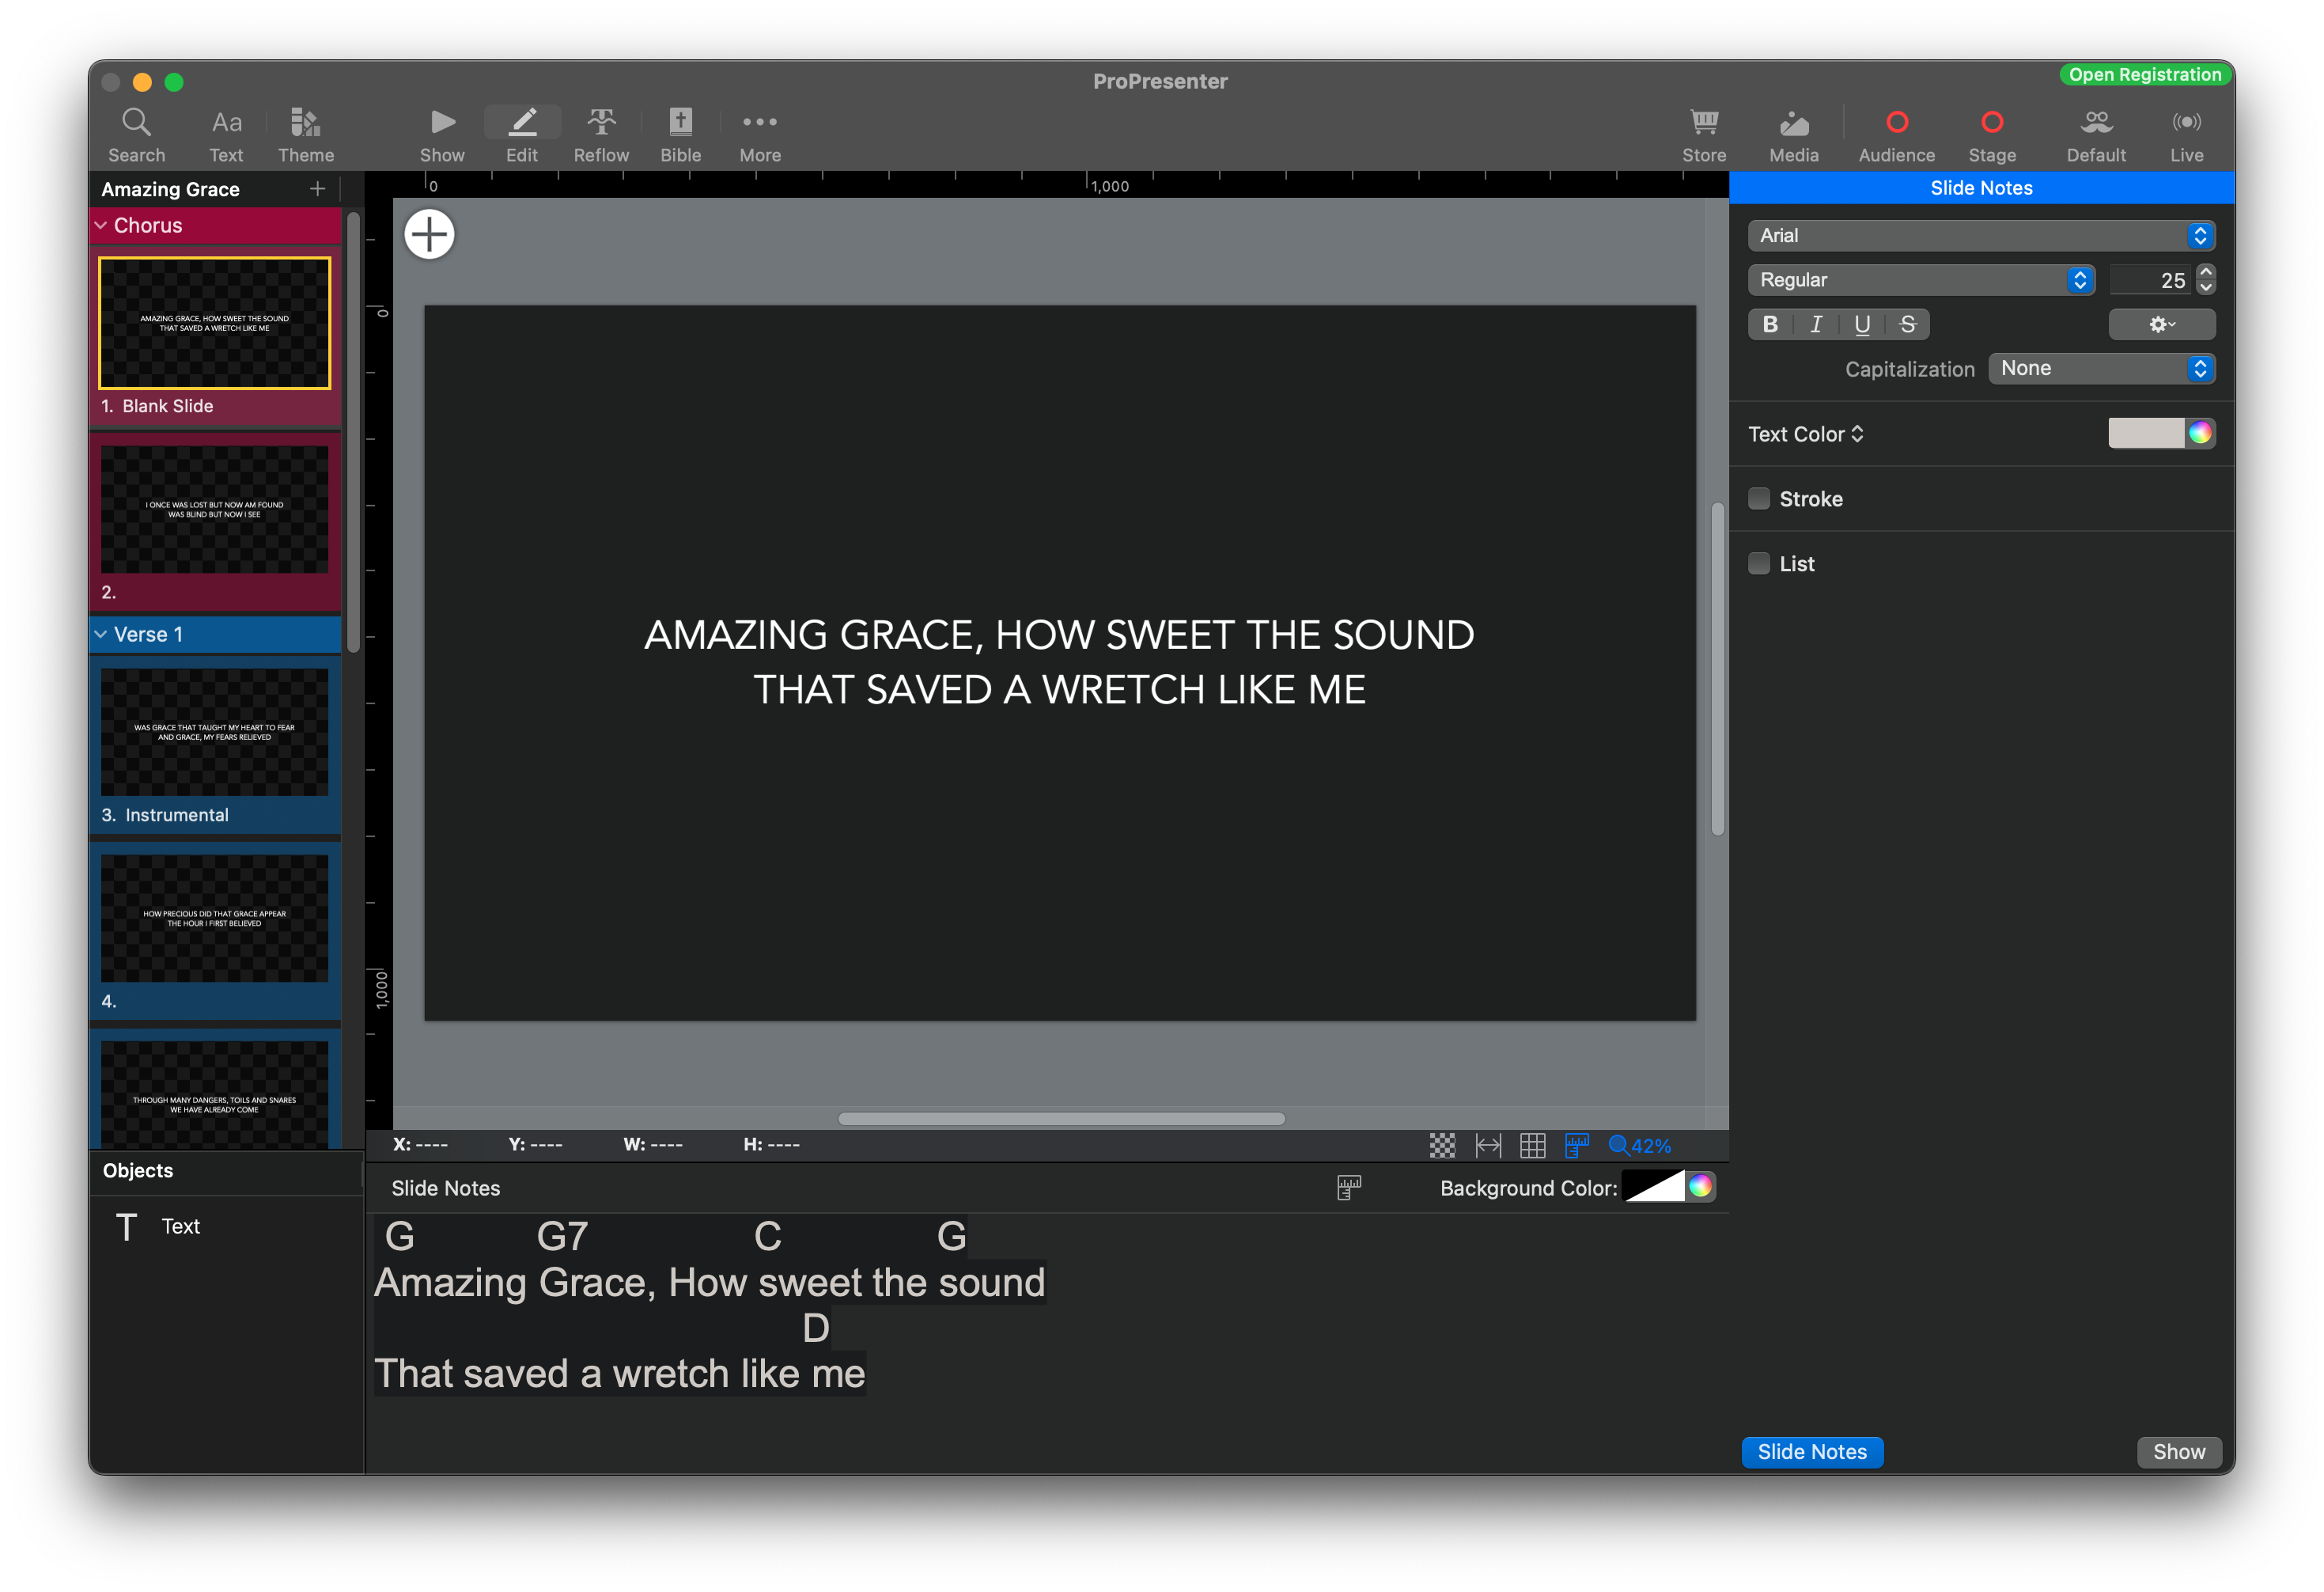 ProPresenter
Open Registration
Search
Text
Theme
Show
Edit
Reflow
Bible
More
Store
Media
Audience
Stage
Default
Live
Aa
Amazing Grace
Chorus
AMAZING GRACE, HOW SWEET THE SOUND
THAT SAVED A WRETCH LIKE ME
1. Blank Slide
I ONCE WAS LOST BUT NOW AM FOUND
WAS BLIND BUT NOW I SEE
2.
Verse 1
WAS GRACE THAT TAUGHT MY HEART TO FEAR
AND GRACE, MY FEARS RELIEVED
3. Instrumental
HOW PRECIOUS DID THAT GRACE APPEAR
THE HOUR I FIRST BELIEVED
4.
THROUGH MANY DANGERS, TOILS AND SNARES
WE HAVE ALREADY COME
Objects
T Text
0
1,000
0
1,000
AMAZING GRACE, HOW SWEET THE SOUND
THAT SAVED A WRETCH LIKE ME
X: ---- Y: ---- W: ---- H: ----
42%
Slide Notes
Background Color:
G G7 C G
Amazing Grace, How sweet the sound
D
That saved a wretch like me
Slide Notes
Arial
Regular
25
B I U S
Capitalization None
Text Color
Stroke
List
Slide Notes
Show